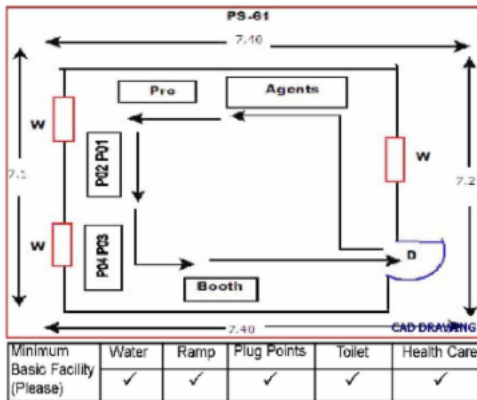 PS-61
7.40
Pro
Agents
W
W
7.1
P02 P01
7.2
W
P04 P03
D
Booth
7.40
CAD DRAWING
Minimum Basic Facility (Please)
Water
Ramp
Plug Points
Toilet
Health Care
✓ ✓ ✓ ✓ ✓